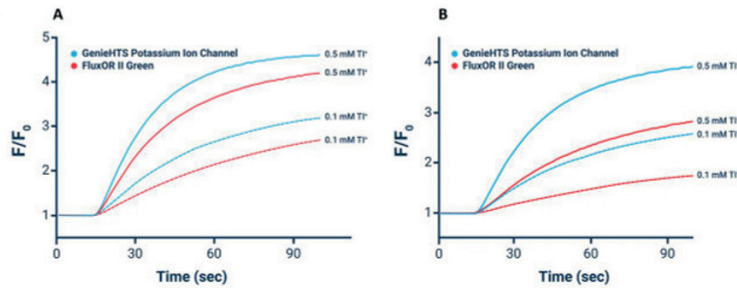 A
GenieHTS Potassium Ion Channel
FluxOR II Green
0.5 mM Tl⁺
0.5 mM Tl⁺
0.1 mM Tl⁺
0.1 mM Tl⁺
F/F₀
5
4
3
2
1
0
30
60
90
Time (sec)
B
GenieHTS Potassium Ion Channel
FluxOR II Green
0.5 mM Tl
0.5 mM Tl
0.1 mM Tl
0.1 mM Tl
F/F₀
4
3
2
1
0
30
60
90
Time (sec)